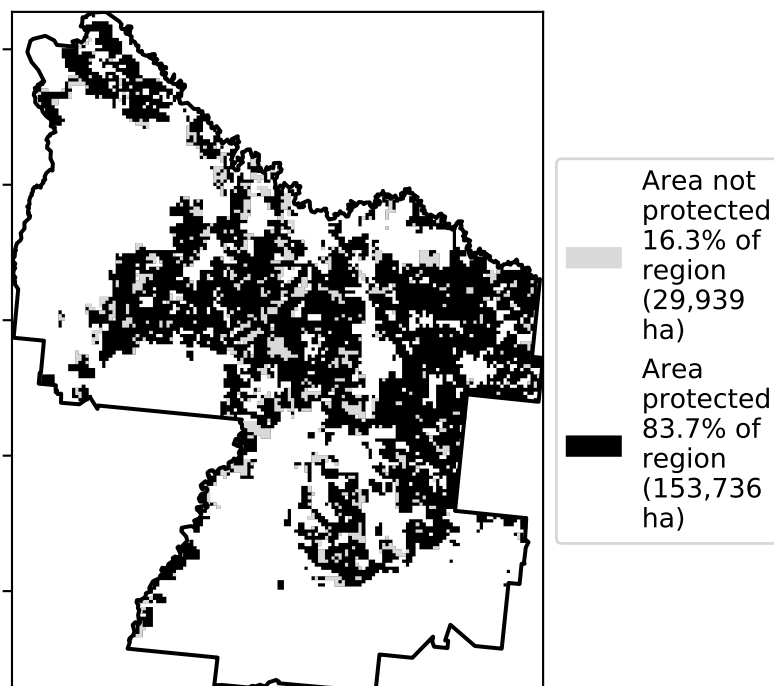 Area not
protected
16.3% of
region
(29,939
ha)
Area
protected
83.7% of
region
(153,736
ha)